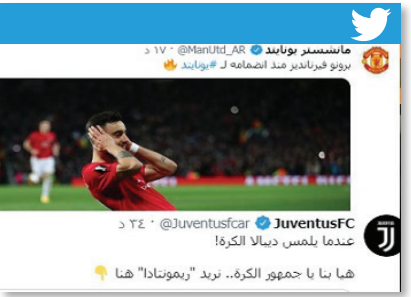 مانشستر يونايتد @ManUtd_AR · ١٧ د
برونو فيرنانديز منذ انضمامه لـ #يونايتد 🔥
JuventusFC @Juventusfcar · ٣٤ د
عندما يلمس ديبالا الكرة!
هيا بنا يا جمهور الكرة.. نريد "ريمونتادا" هنا 👇